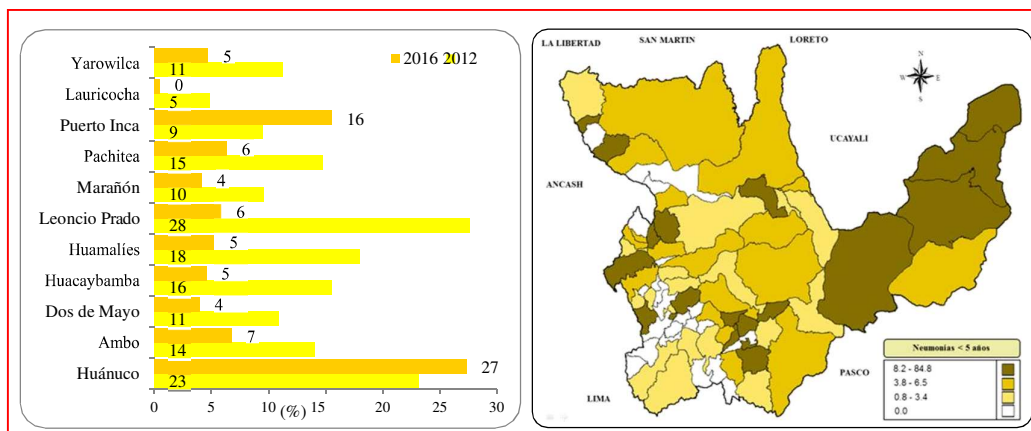 2016 2012
Yarowilca 5
11
Lauricocha 0
5
Puerto Inca 16
9
Pachitea 6
15
Marañón 4
10
Leoncio Prado 6
28
Huamalíes 5
18
Huacaybamba 5
16
Dos de Mayo 4
11
Ambo 7
14
Huánuco 27
23
0 5 10 15 20 25 30
(%)
LA LIBERTAD
SAN MARTIN
LORETO
N
W E
S
UCAYALI
ANCASH
PASCO
LIMA
Neumonías < 5 años
8.2 - 84.8
3.8 - 6.5
0.8 - 3.4
0.0